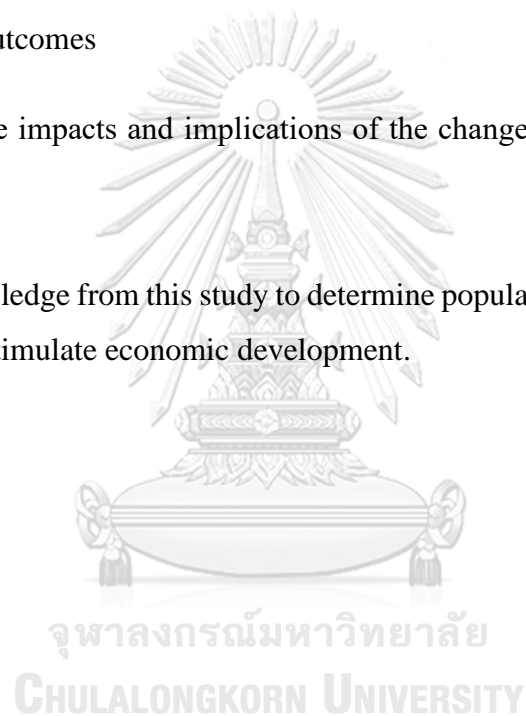 utcomes
e impacts and implications of the change
ledge from this study to determine popula
timulate economic development.
จุฬาลงกรณ์มหาวิทยาลัย
CHULALONGKORN UNIVERSITY